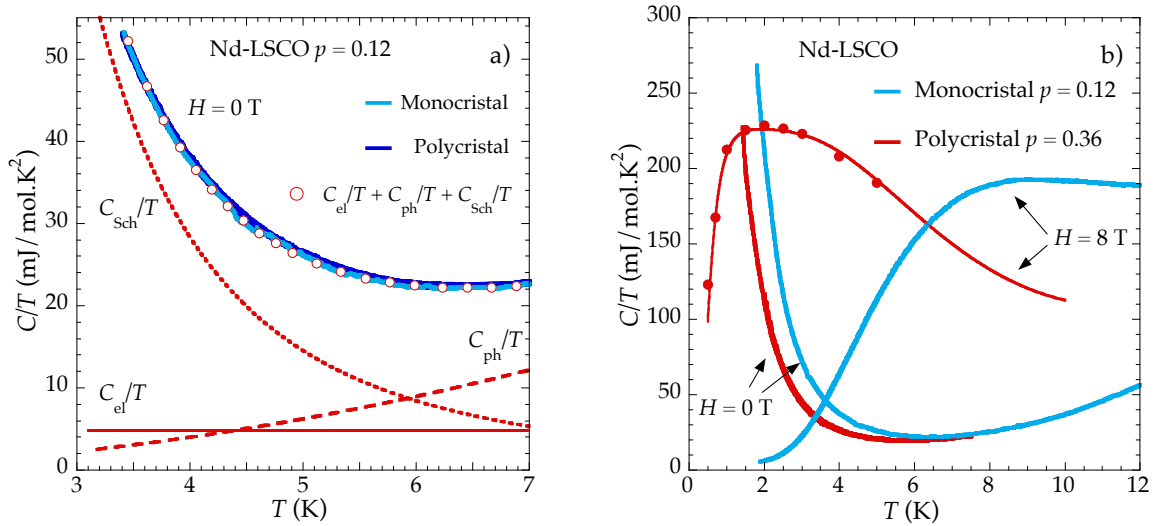 a)
Nd-LSCO p = 0.12
H = 0 T
Monocristal
Polycristal
C_el/T + C_ph/T + C_Sch/T
C_Sch/T
C_ph/T
C_el/T
C/T (mJ / mol.K²)
50
40
30
20
10
0
3 4 5 6 7
T (K)
b)
Nd-LSCO
Monocristal p = 0.12
Polycristal p = 0.36
H = 8 T
H = 0 T
C/T (mJ / mol.K²)
300
250
200
150
100
50
0
0 2 4 6 8 10 12
T (K)